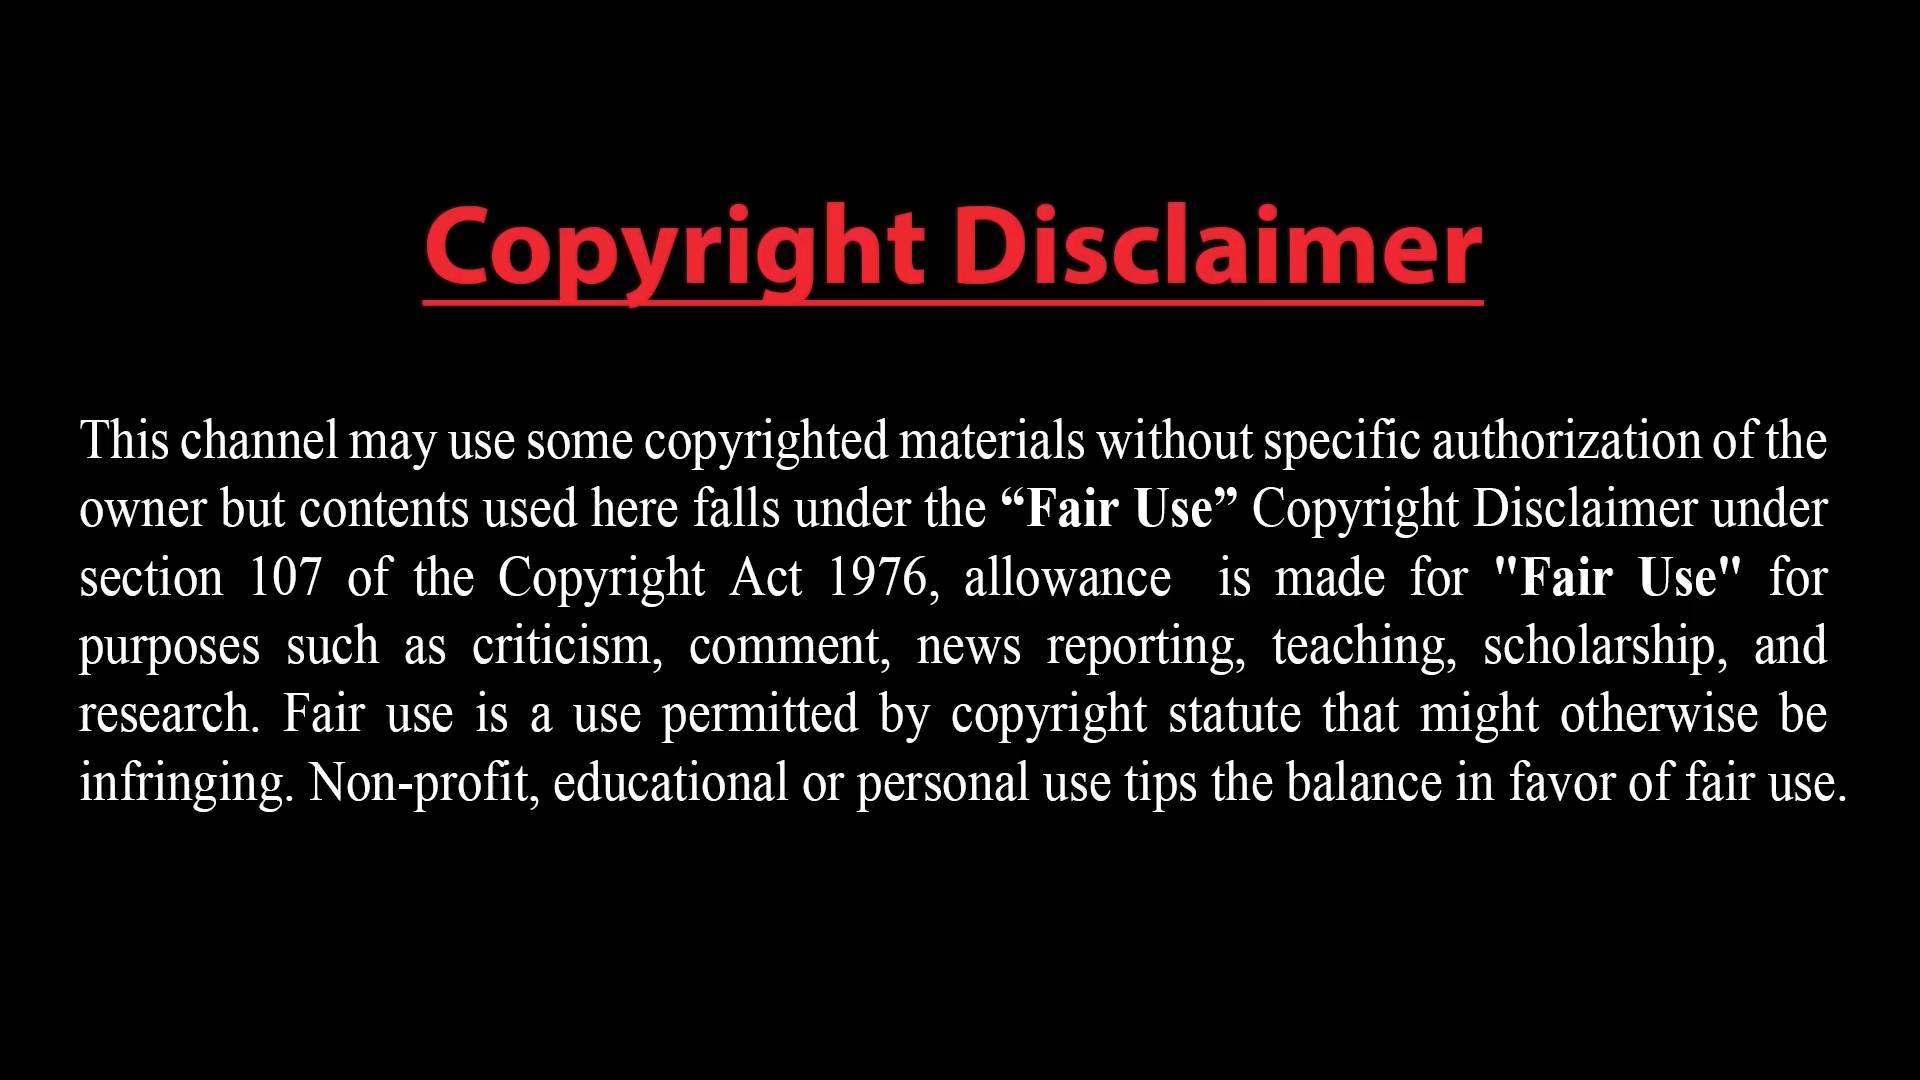 Copyright Disclaimer
This channel may use some copyrighted materials without specific authorization of the
owner but contents used here falls under the “Fair Use” Copyright Disclaimer under
section 107 of the Copyright Act 1976, allowance is made for "Fair Use" for
purposes such as criticism, comment, news reporting, teaching, scholarship, and
research. Fair use is a use permitted by copyright statute that might otherwise be
infringing. Non-profit, educational or personal use tips the balance in favor of fair use.